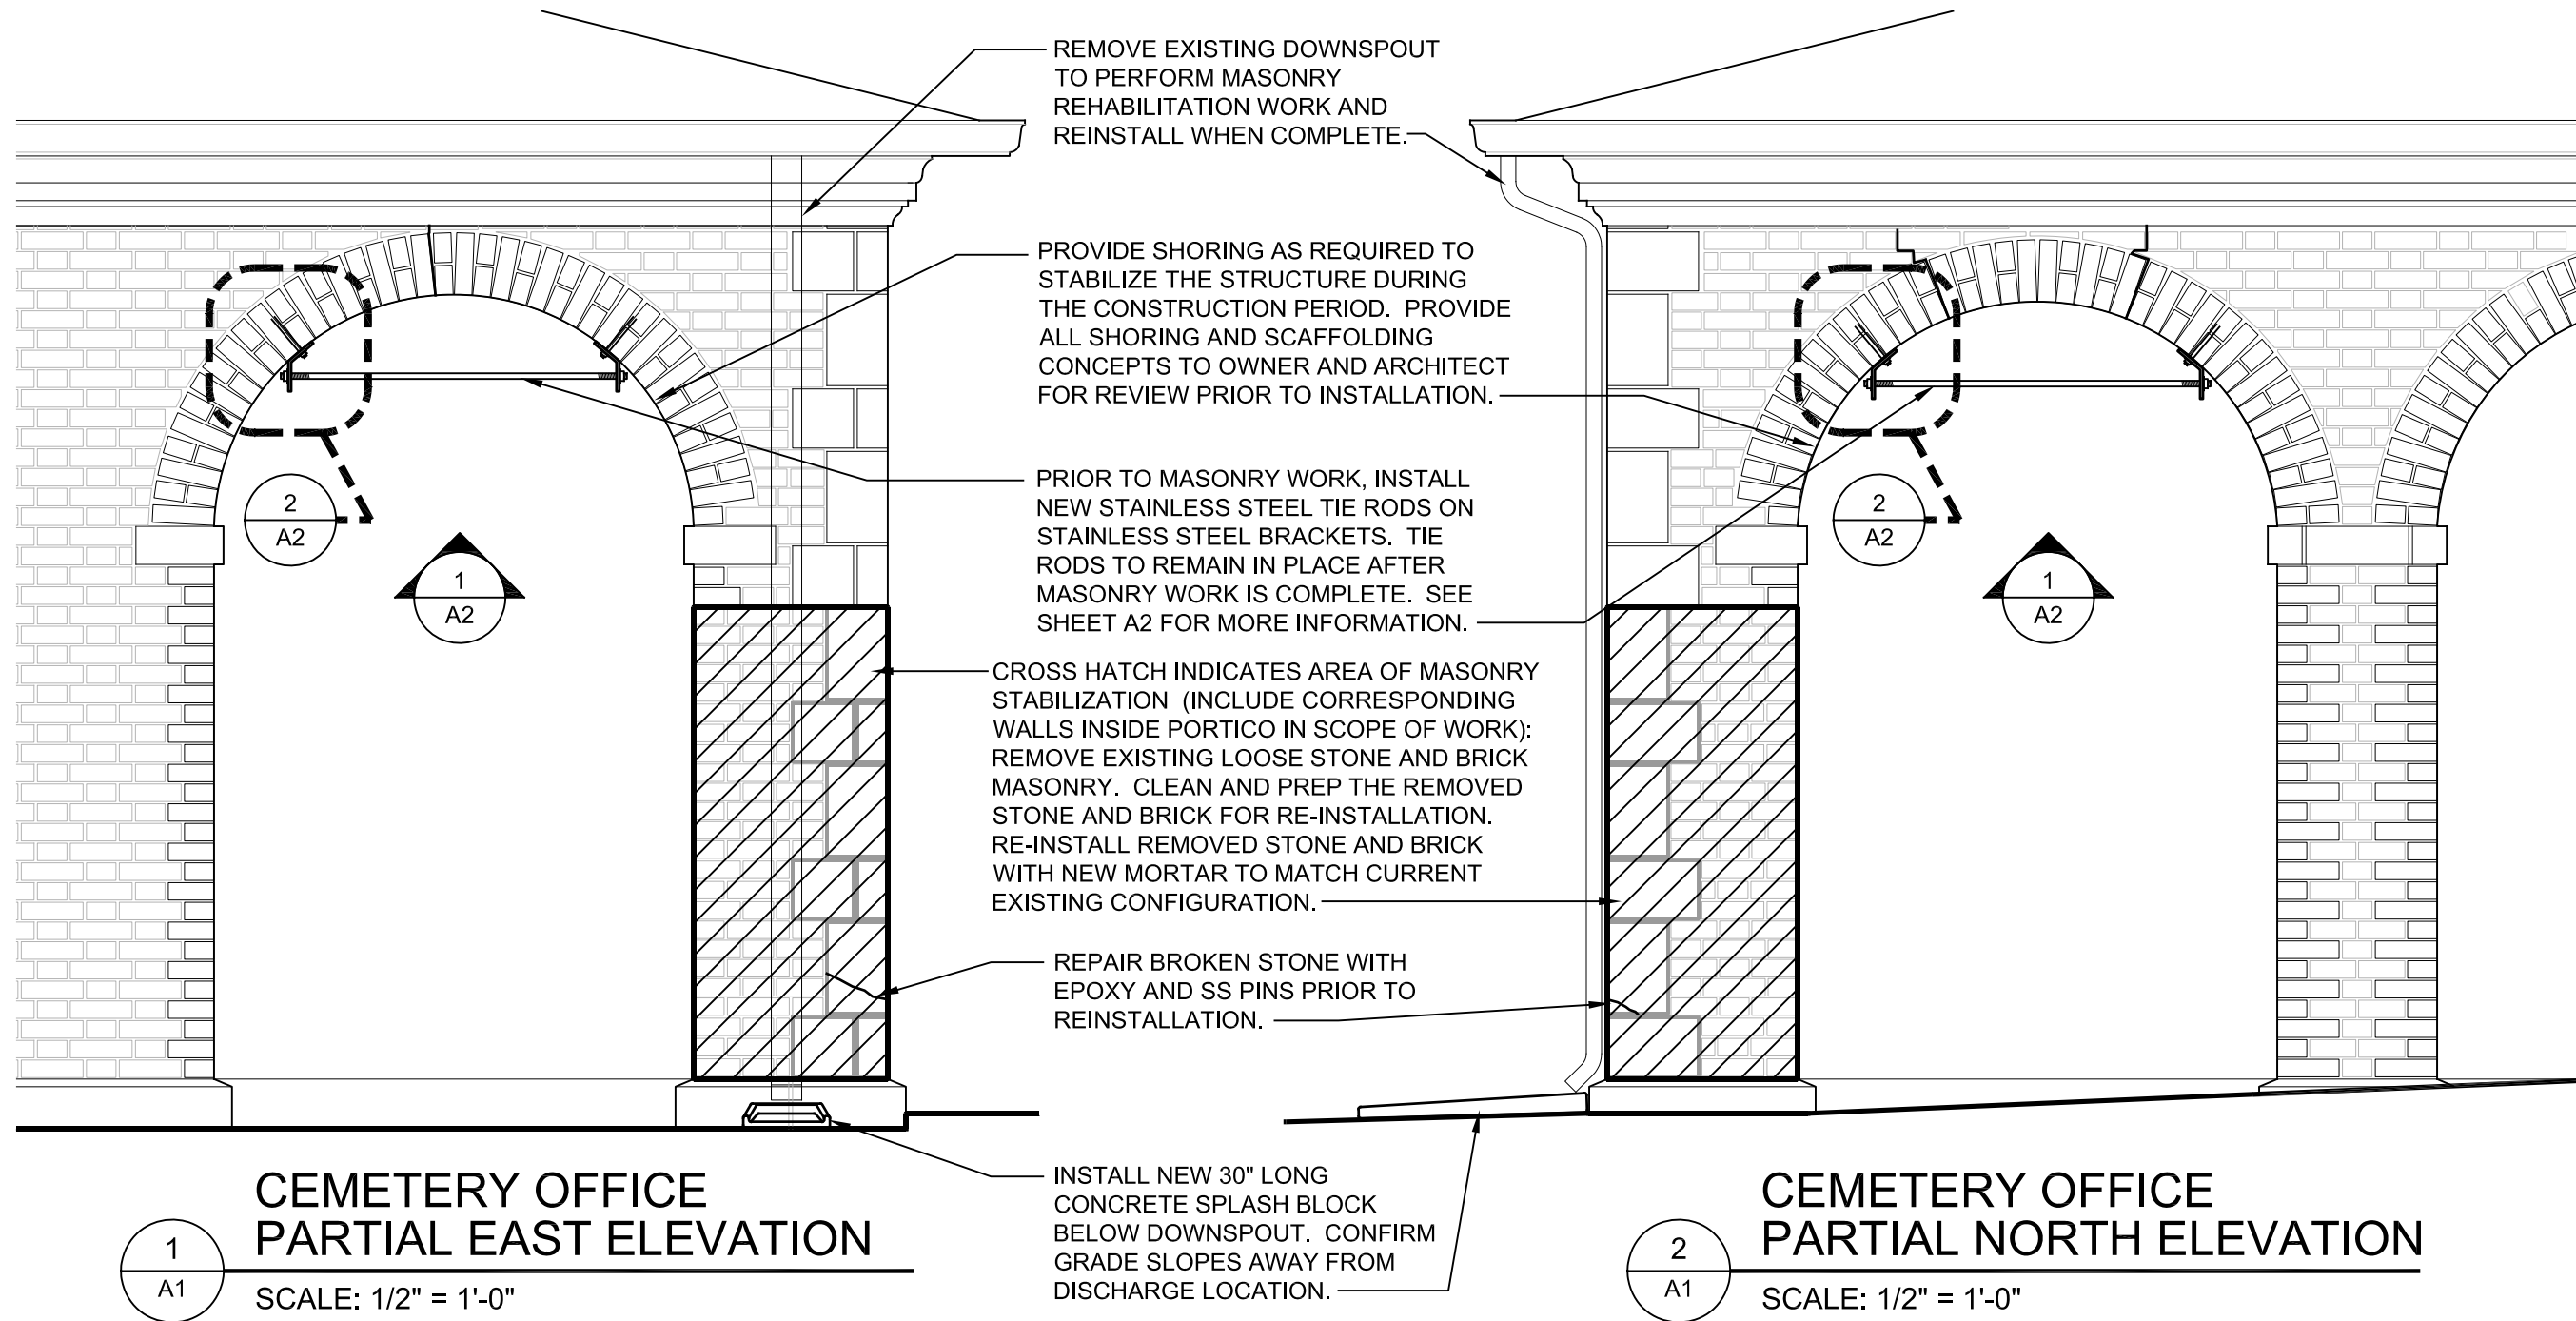 REMOVE EXISTING DOWNSPOUT
TO PERFORM MASONRY
REHABILITATION WORK AND
REINSTALL WHEN COMPLETE.
PROVIDE SHORING AS REQUIRED TO
STABILIZE THE STRUCTURE DURING
THE CONSTRUCTION PERIOD.  PROVIDE
ALL SHORING AND SCAFFOLDING
CONCEPTS TO OWNER AND ARCHITECT
FOR REVIEW PRIOR TO INSTALLATION.
PRIOR TO MASONRY WORK, INSTALL
NEW STAINLESS STEEL TIE RODS ON
STAINLESS STEEL BRACKETS.  TIE
RODS TO REMAIN IN PLACE AFTER
MASONRY WORK IS COMPLETE.  SEE
SHEET A2 FOR MORE INFORMATION.
2
A2
1
A2
2
A2
1
A2
CROSS HATCH INDICATES AREA OF MASONRY
STABILIZATION  (INCLUDE CORRESPONDING
WALLS INSIDE PORTICO IN SCOPE OF WORK):
REMOVE EXISTING LOOSE STONE AND BRICK
MASONRY.  CLEAN AND PREP THE REMOVED
STONE AND BRICK FOR RE-INSTALLATION.
RE-INSTALL REMOVED STONE AND BRICK
WITH NEW MORTAR TO MATCH CURRENT
EXISTING CONFIGURATION.
REPAIR BROKEN STONE WITH
EPOXY AND SS PINS PRIOR TO
REINSTALLATION.
INSTALL NEW 30" LONG
CONCRETE SPLASH BLOCK
BELOW DOWNSPOUT.  CONFIRM
GRADE SLOPES AWAY FROM
DISCHARGE LOCATION.
1
A1
CEMETERY OFFICE
PARTIAL EAST ELEVATION
SCALE: 1/2" = 1'-0"
2
A1
CEMETERY OFFICE
PARTIAL NORTH ELEVATION
SCALE: 1/2" = 1'-0"